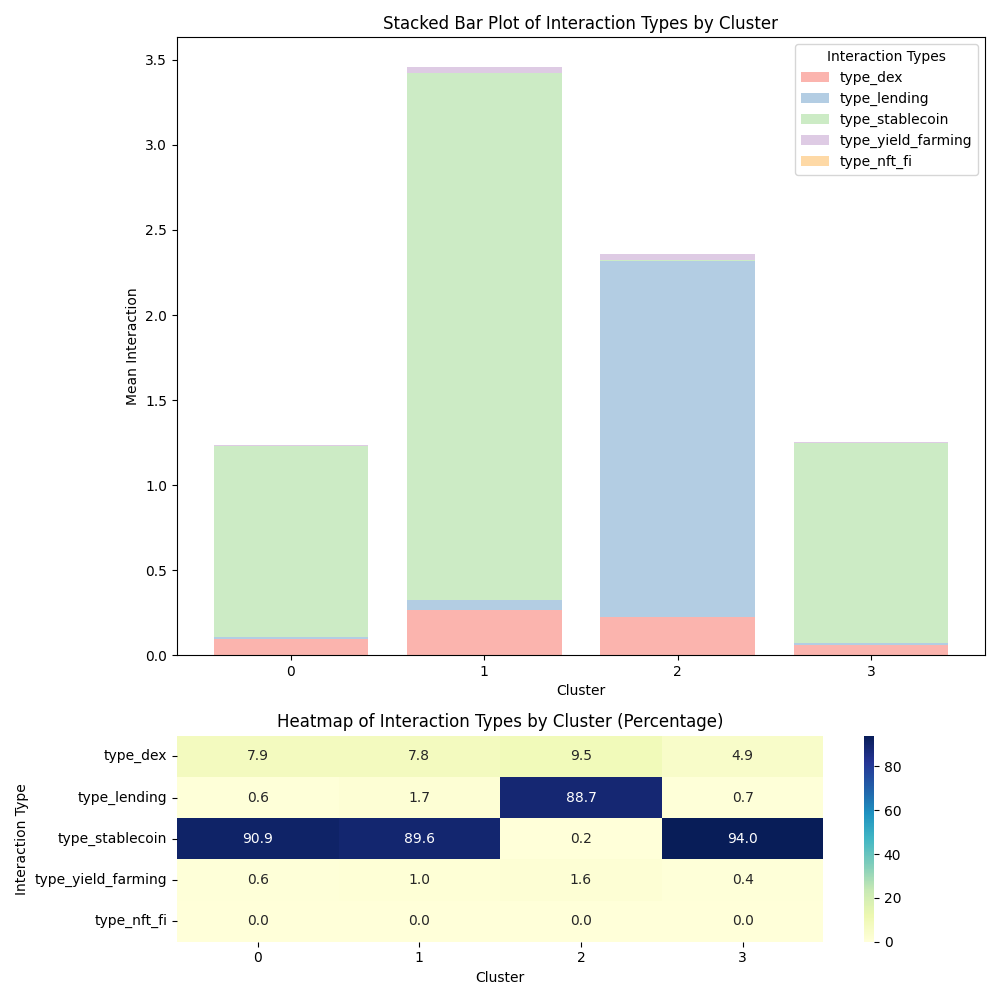 Stacked Bar Plot of Interaction Types by Cluster
Mean Interaction
3.5
3.0
2.5
2.0
1.5
1.0
0.5
0.0
Interaction Types
type_dex
type_lending
type_stablecoin
type_yield_farming
type_nft_fi
0 1 2 3
Cluster
Heatmap of Interaction Types by Cluster (Percentage)
Interaction Type
type_dex 7.9 7.8 9.5 4.9
type_lending 0.6 1.7 88.7 0.7
type_stablecoin 90.9 89.6 0.2 94.0
type_yield_farming 0.6 1.0 1.6 0.4
type_nft_fi 0.0 0.0 0.0 0.0
0 1 2 3
Cluster
80
60
40
20
0